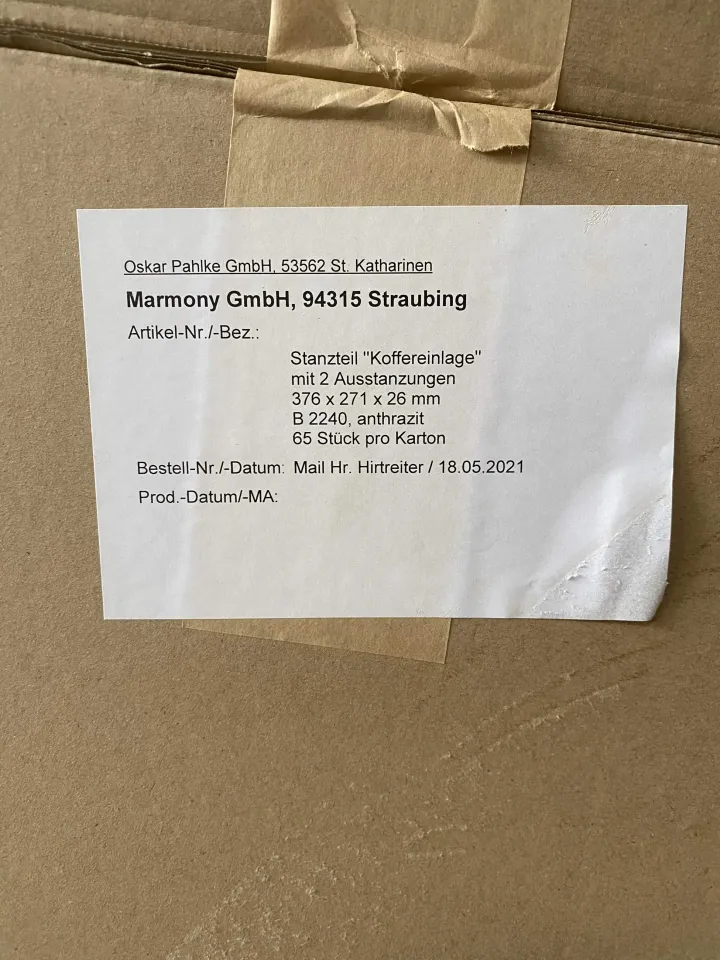 Oskar Pahlke GmbH, 53562 St. Katharinen
Marmony GmbH, 94315 Straubing
Artikel-Nr./-Bez.:
Stanzteil "Koffereinlage"
mit 2 Ausstanzungen
376 x 271 x 26 mm
B 2240, anthrazit
65 Stück pro Karton
Bestell-Nr./-Datum: Mail Hr. Hirtreiter / 18.05.2021
Prod.-Datum/-MA: